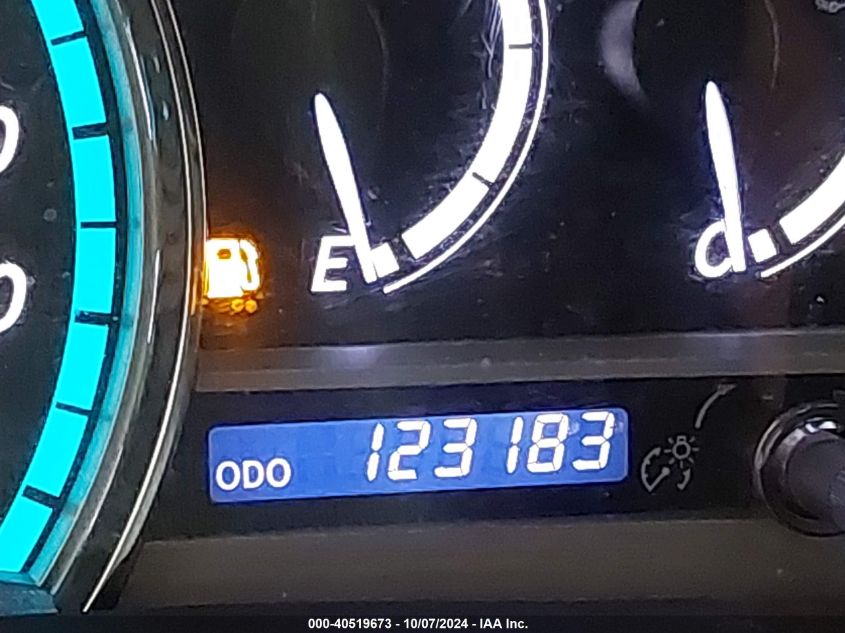 E
ODO 123183
000-40519673 - 10/07/2024 - IAA Inc.